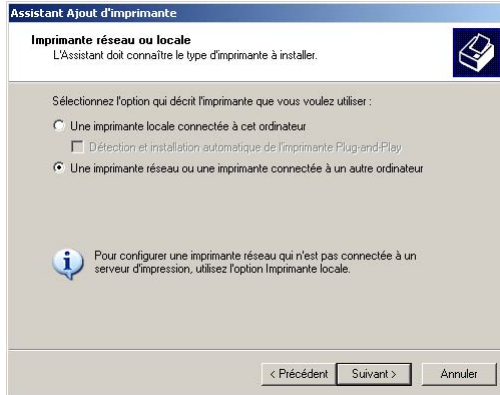 Assistant Ajout d'imprimante
Imprimante réseau ou locale
L'Assistant doit connaître le type d'imprimante à installer.
Sélectionnez l'option qui décrit l'imprimante que vous voulez utiliser :
Une imprimante locale connectée à cet ordinateur
Détection et installation automatique de l'imprimante Plug-and-Play
Une imprimante réseau ou une imprimante connectée à un autre ordinateur
Pour configurer une imprimante réseau qui n'est pas connectée à un
serveur d'impression, utilisez l'option Imprimante locale.
< Précédent Suivant > Annuler